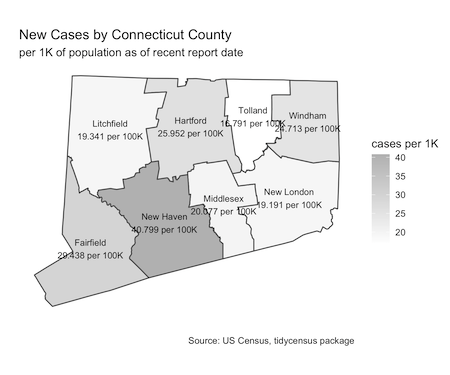 New Cases by Connecticut County
per 1K of population as of recent report date
Litchfield
19.341 per 100K
Hartford
25.952 per 100K
Tolland
16.791 per 100K
Windham
24.713 per 100K
Fairfield
29.438 per 100K
New Haven
40.799 per 100K
Middlesex
20.077 per 100K
New London
19.191 per 100K
cases per 1K
40
35
30
25
20
Source: US Census, tidycensus package